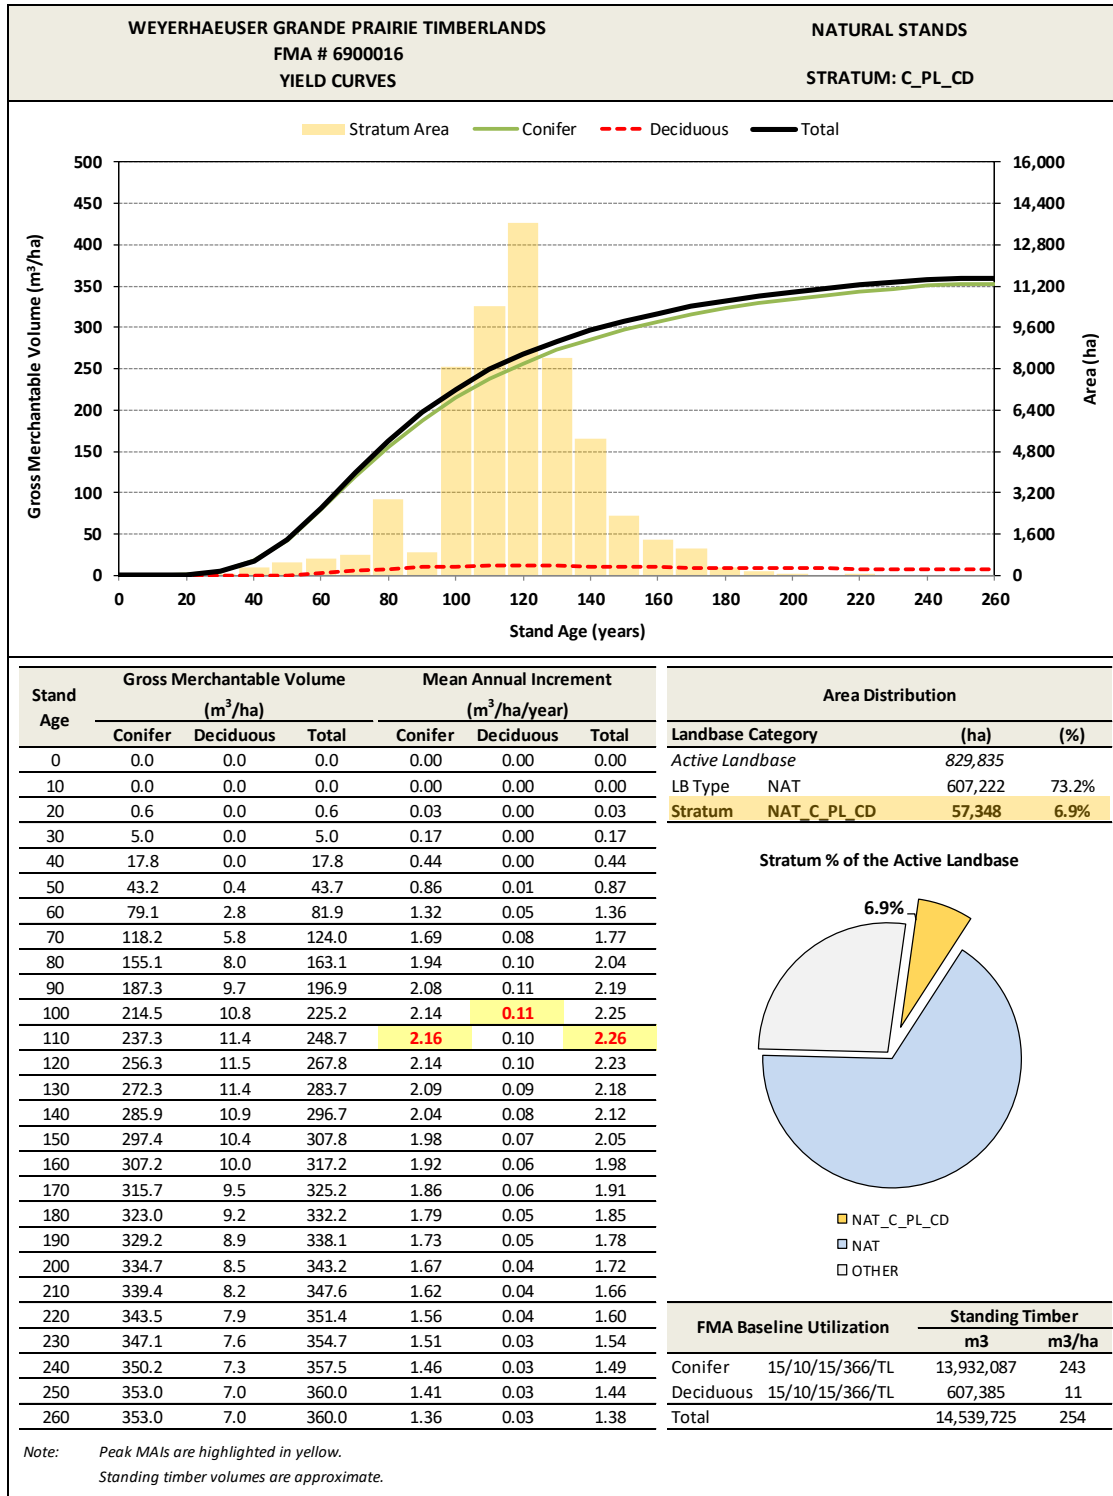 WEYERHAEUSER GRANDE PRAIRIE TIMBERLANDS
FMA # 6900016
YIELD CURVES
NATURAL STANDS
STRATUM: C_PL_CD
Stratum Area Conifer Deciduous Total
Gross Merchantable Volume (m³/ha)
500
450
400
350
300
250
200
150
100
50
0
16,000
14,400
12,800
11,200
9,600
8,000
6,400
4,800
3,200
1,600
0
Area (ha)
0 20 40 60 80 100 120 140 160 180 200 220 240 260
Stand Age (years)
Stand Age Gross Merchantable Volume (m³/ha) Mean Annual Increment (m³/ha/year)
Conifer Deciduous Total Conifer Deciduous Total
0 0.0 0.0 0.0 0.00 0.00 0.00
10 0.0 0.0 0.0 0.00 0.00 0.00
20 0.6 0.0 0.6 0.03 0.00 0.03
30 5.0 0.0 5.0 0.17 0.00 0.17
40 17.8 0.0 17.8 0.44 0.00 0.44
50 43.2 0.4 43.7 0.86 0.01 0.87
60 79.1 2.8 81.9 1.32 0.05 1.36
70 118.2 5.8 124.0 1.69 0.08 1.77
80 155.1 8.0 163.1 1.94 0.10 2.04
90 187.3 9.7 196.9 2.08 0.11 2.19
100 214.5 10.8 225.2 2.14 0.11 2.25
110 237.3 11.4 248.7 2.16 0.10 2.26
120 256.3 11.5 267.8 2.14 0.10 2.23
130 272.3 11.4 283.7 2.09 0.09 2.18
140 285.9 10.9 296.7 2.04 0.08 2.12
150 297.4 10.4 307.8 1.98 0.07 2.05
160 307.2 10.0 317.2 1.92 0.06 1.98
170 315.7 9.5 325.2 1.86 0.06 1.91
180 323.0 9.2 332.2 1.79 0.05 1.85
190 329.2 8.9 338.1 1.73 0.05 1.78
200 334.7 8.5 343.2 1.67 0.04 1.72
210 339.4 8.2 347.6 1.62 0.04 1.66
220 343.5 7.9 351.4 1.56 0.04 1.60
230 347.1 7.6 354.7 1.51 0.03 1.54
240 350.2 7.3 357.5 1.46 0.03 1.49
250 353.0 7.0 360.0 1.41 0.03 1.44
260 353.0 7.0 360.0 1.36 0.03 1.38
Area Distribution
Landbase Category (ha) (%)
Active Landbase 829,835
LB Type NAT 607,222 73.2%
Stratum NAT_C_PL_CD 57,348 6.9%
Stratum % of the Active Landbase
6.9%
NAT_C_PL_CD
NAT
OTHER
FMA Baseline Utilization Standing Timber
m3 m3/ha
Conifer 15/10/15/366/TL 13,932,087 243
Deciduous 15/10/15/366/TL 607,385 11
Total 14,539,725 254
Note: Peak MAIs are highlighted in yellow.
Standing timber volumes are approximate.